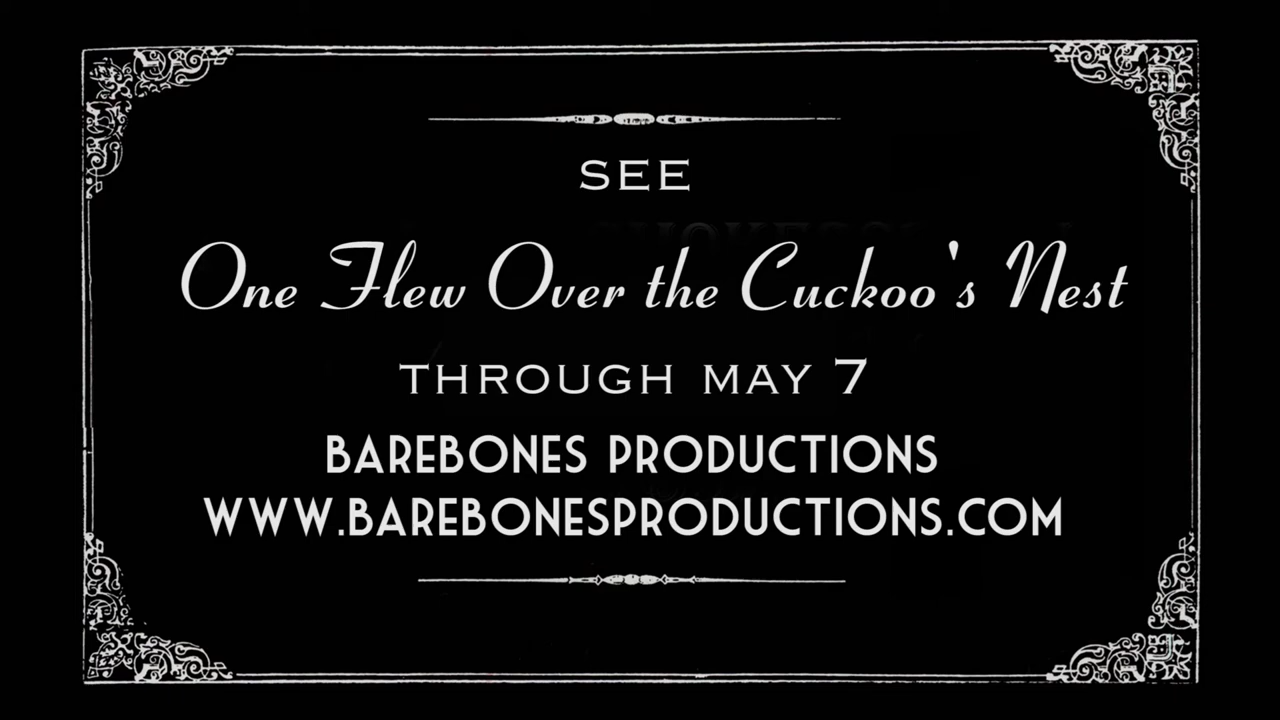 SEE
One Flew Over the Cuckoo's Nest
THROUGH MAY 7
BAREBONES PRODUCTIONS
WWW.BAREBONESPRODUCTIONS.COM